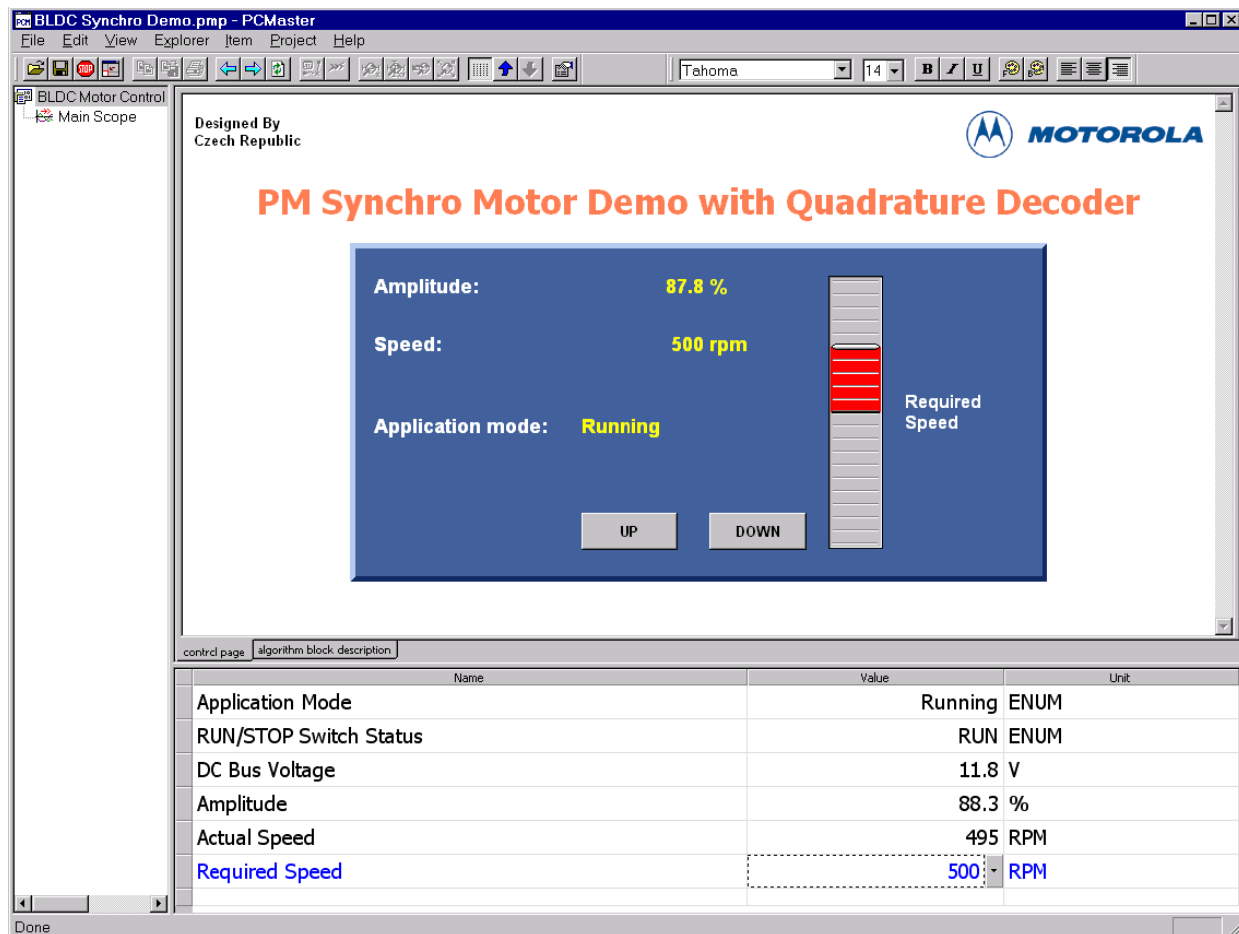 BLDC Synchro Demo.pmp - PCMaster
File Edit View Explorer Item Project Help
STOP
Tahoma 14 B I U
BLDC Motor Control
Main Scope
Designed By
Czech Republic
MOTOROLA
PM Synchro Motor Demo with Quadrature Decoder
Amplitude: 87.8 %
Speed: 500 rpm
Required
Speed
Application mode: Running
UP DOWN
control page algorithm block description
Name Value Unit
Application Mode Running ENUM
RUN/STOP Switch Status RUN ENUM
DC Bus Voltage 11.8 V
Amplitude 88.3 %
Actual Speed 495 RPM
Required Speed 500 RPM
Done